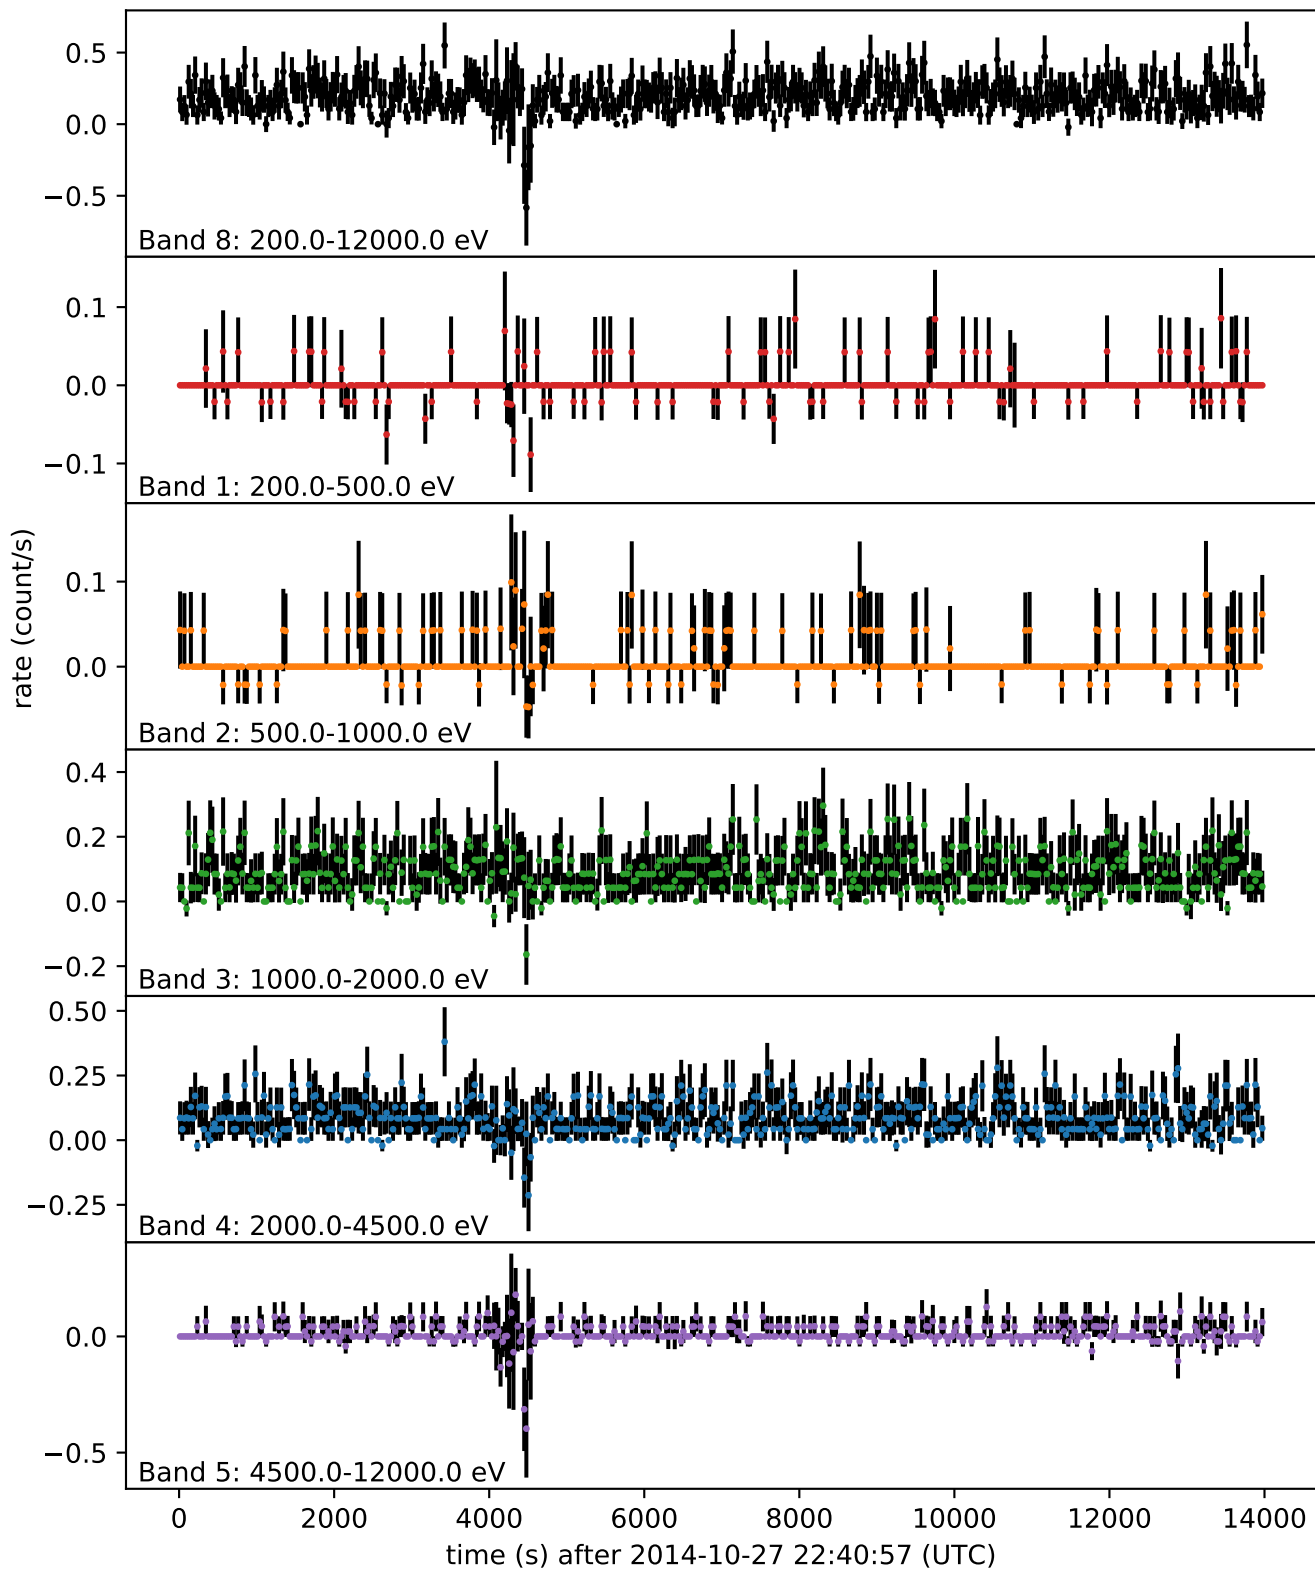 0.5
0.0
−0.5
Band 8: 200.0-12000.0 eV
0.1
0.0
−0.1
Band 1: 200.0-500.0 eV
0.1
0.0
Band 2: 500.0-1000.0 eV
rate (count/s)
0.4
0.2
0.0
−0.2
Band 3: 1000.0-2000.0 eV
0.50
0.25
0.00
−0.25
Band 4: 2000.0-4500.0 eV
0.0
−0.5
Band 5: 4500.0-12000.0 eV
0 2000 4000 6000 8000 10000 12000 14000
time (s) after 2014-10-27 22:40:57 (UTC)